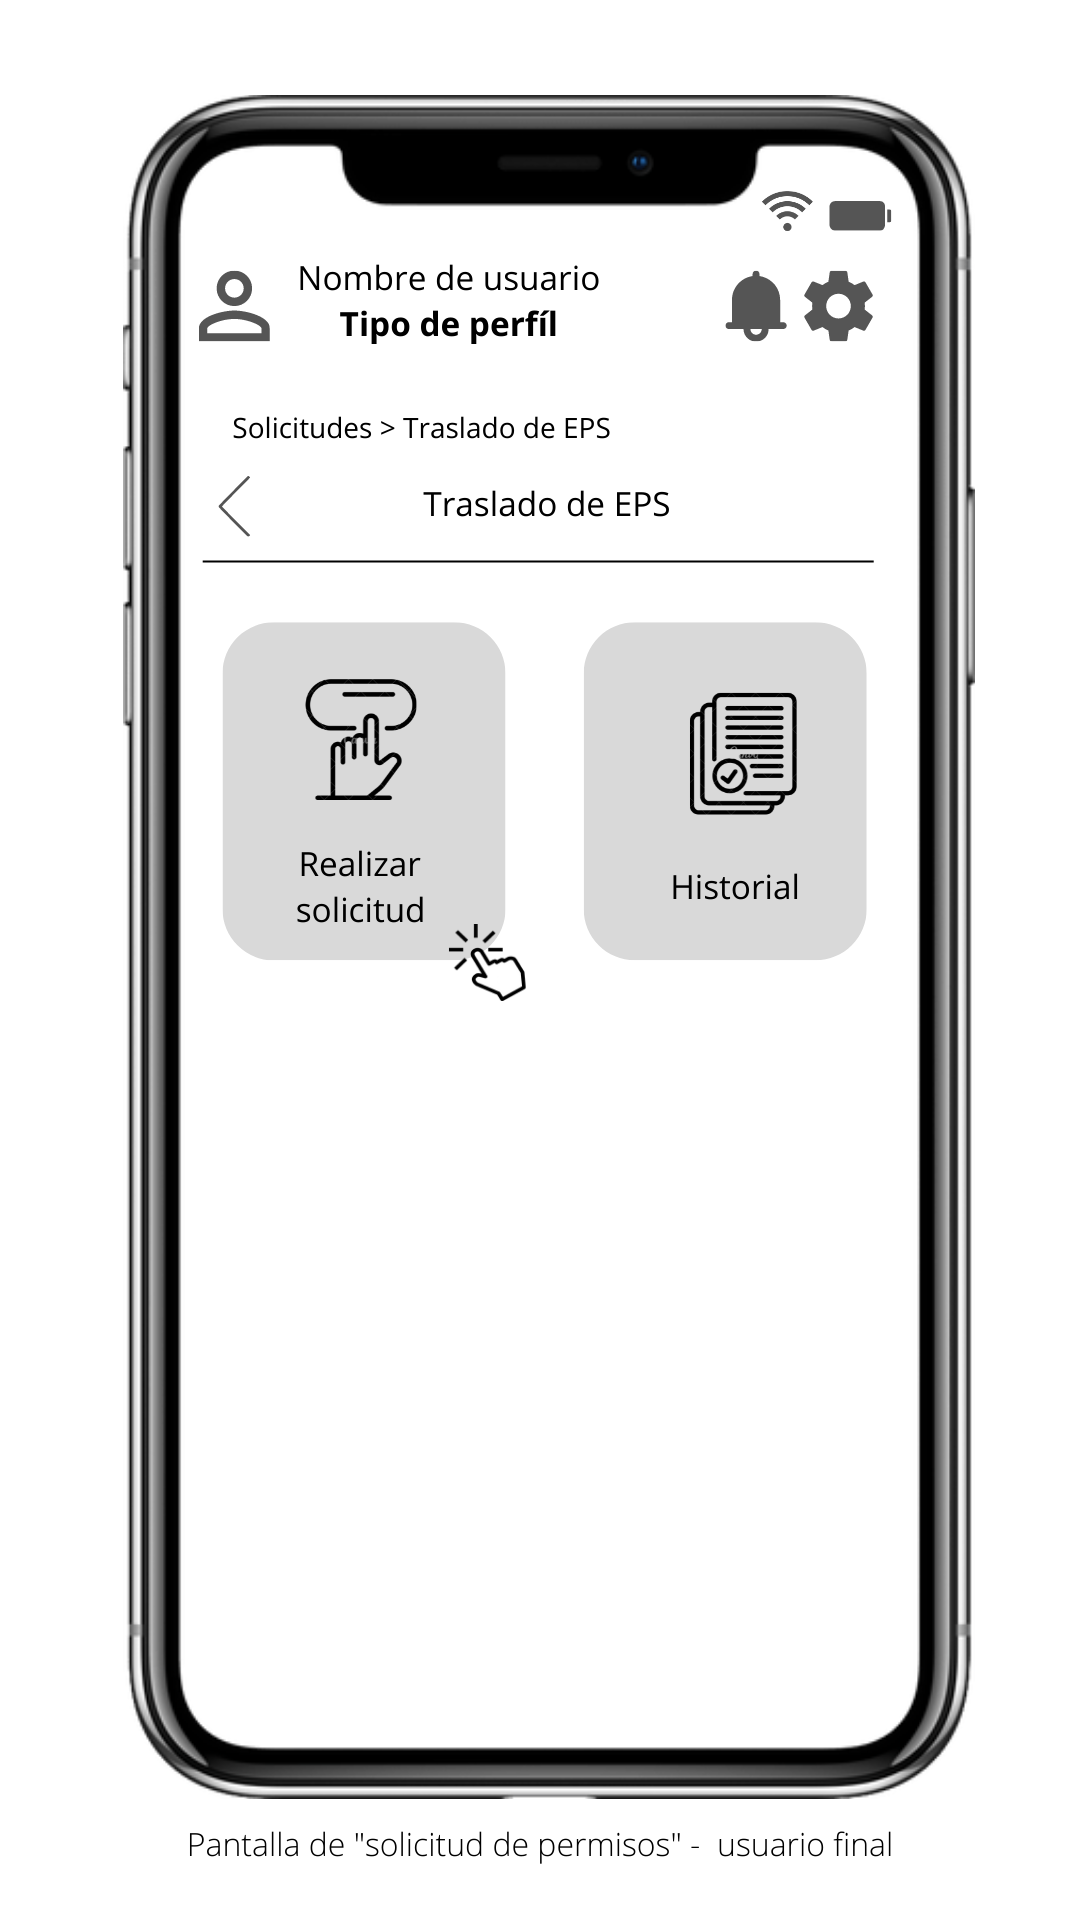 Nombre de usuario
Tipo de perfíl
Solicitudes > Traslado de EPS
Traslado de EPS
Realizar
solicitud
Historial
Pantalla de "solicitud de permisos" -  usuario final